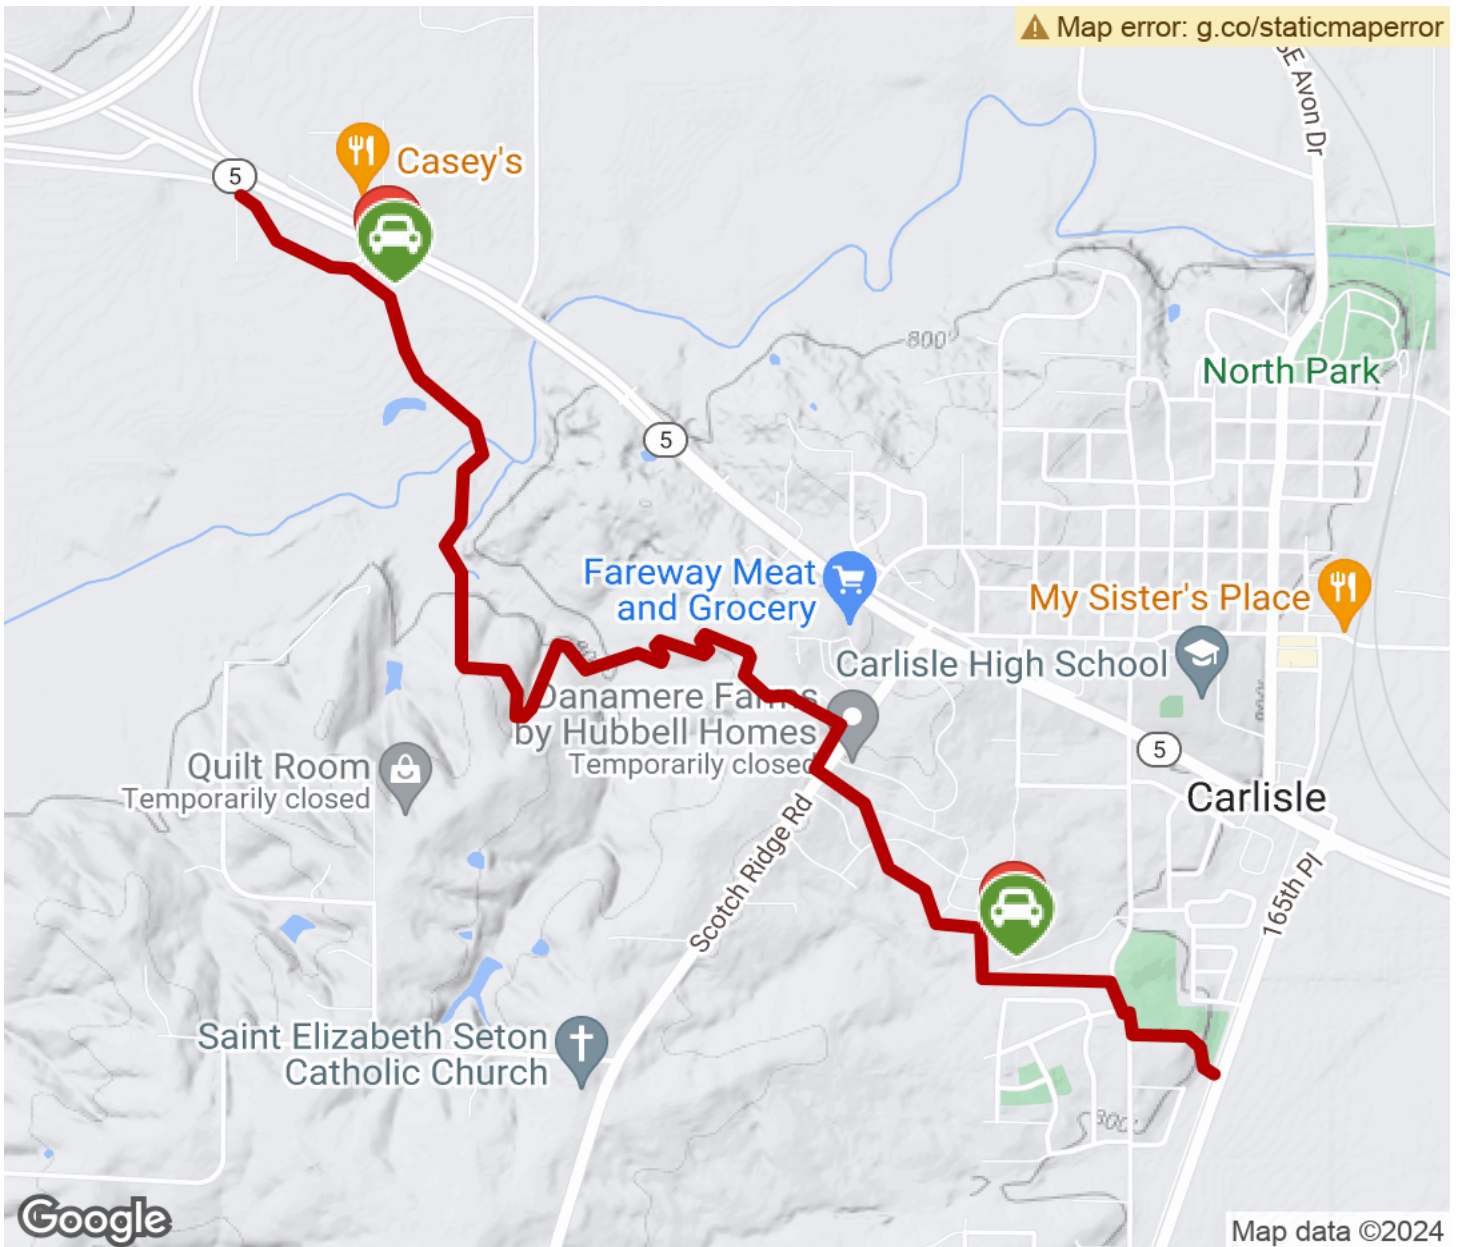 Map error: g.co/staticmaperror
SE Avon Dr
5
Casey's
800'
North Park
5
Fareway Meat
and Grocery
My Sister's Place
Carlisle High School
Danamere Farms
by Hubbell Homes
Temporarily closed
Quilt Room
Temporarily closed
5
Carlisle
Scotch Ridge Rd
165th Pl
Saint Elizabeth Seton
Catholic Church
800'
Google
Map data ©2024